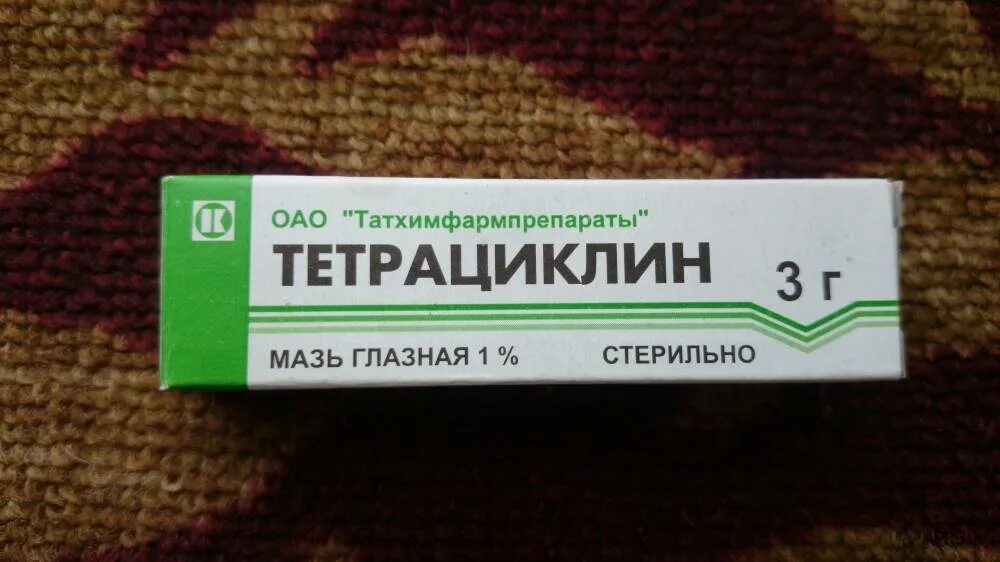 ОАО "Татхимфармпрепараты"
ТЕТРАЦИКЛИН
3 г
МАЗЬ ГЛАЗНАЯ 1 % СТЕРИЛЬНО